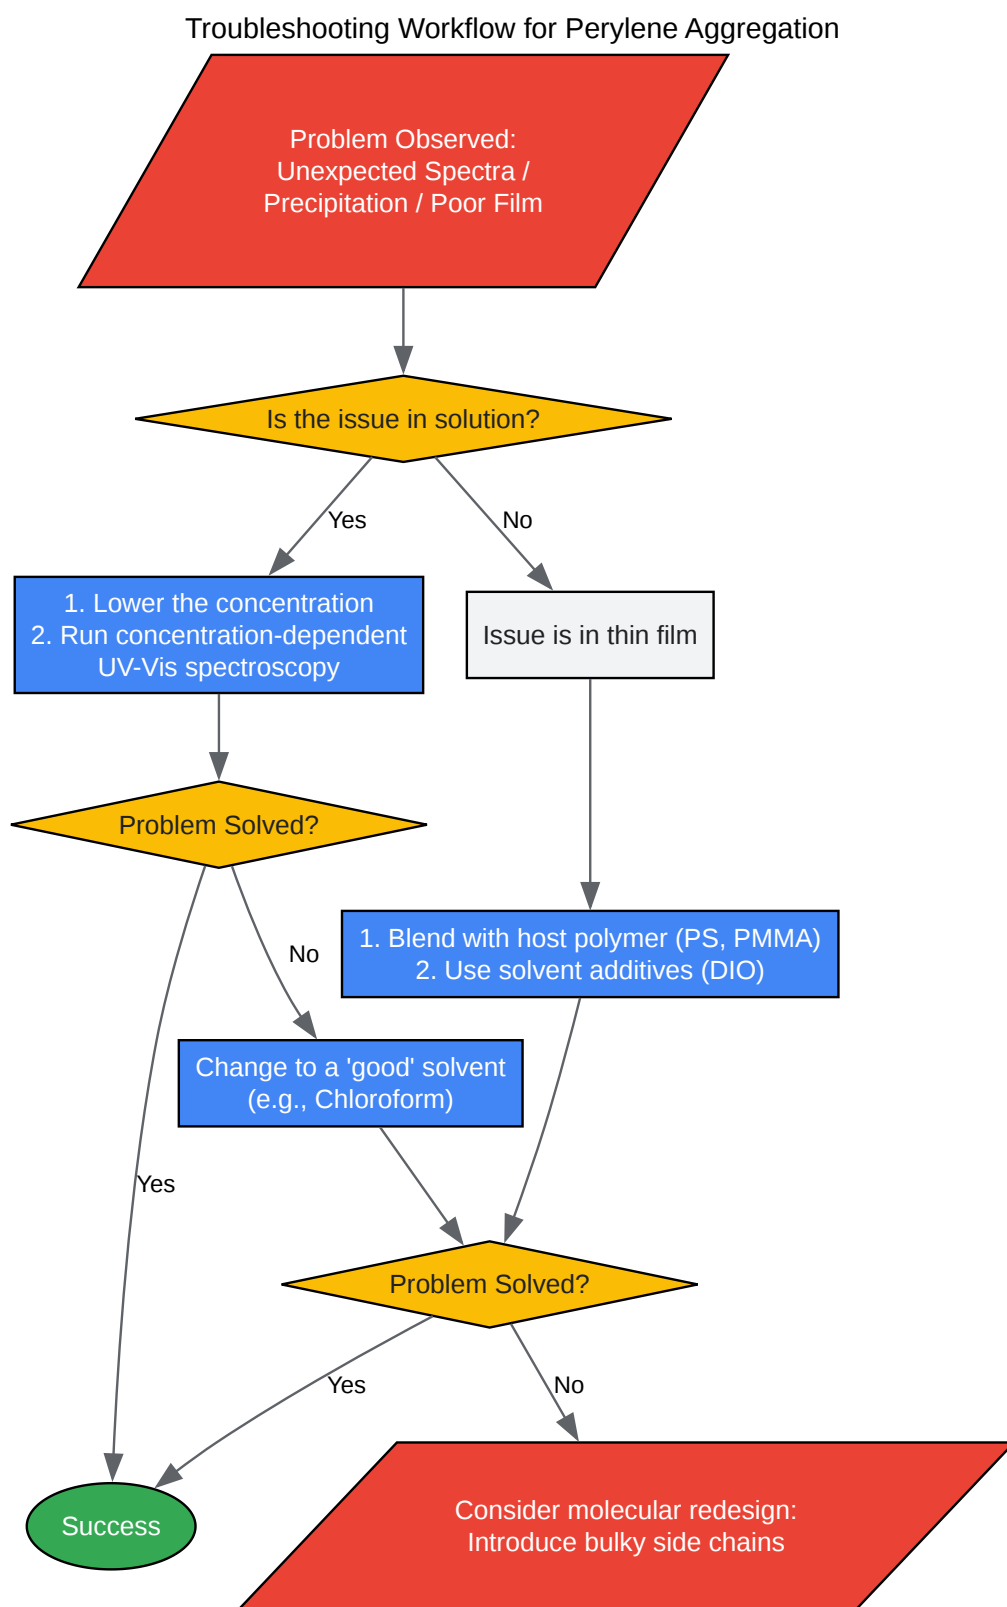 Troubleshooting Workflow for Perylene Aggregation
Problem Observed:
Unexpected Spectra /
Precipitation / Poor Film
Is the issue in solution?
Yes
No
1. Lower the concentration
2. Run concentration-dependent
UV-Vis spectroscopy
Issue is in thin film
Problem Solved?
No
1. Blend with host polymer (PS, PMMA)
2. Use solvent additives (DIO)
Change to a 'good' solvent
(e.g., Chloroform)
Yes
Problem Solved?
Yes
No
Success
Consider molecular redesign:
Introduce bulky side chains